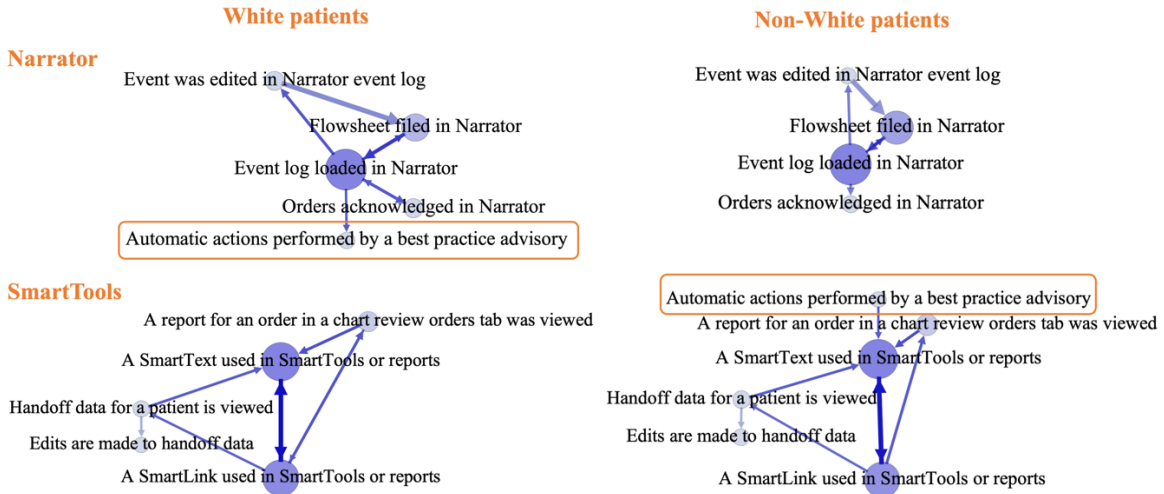 White patients
Non-White patients
Narrator
Event was edited in Narrator event log
Flowsheet filed in Narrator
Event log loaded in Narrator
Orders acknowledged in Narrator
Automatic actions performed by a best practice advisory
Event was edited in Narrator event log
Flowsheet filed in Narrator
Event log loaded in Narrator
Orders acknowledged in Narrator
SmartTools
A report for an order in a chart review orders tab was viewed
A SmartText used in SmartTools or reports
Handoff data for a patient is viewed
Edits are made to handoff data
A SmartLink used in SmartTools or reports
Automatic actions performed by a best practice advisory
A report for an order in a chart review orders tab was viewed
A SmartText used in SmartTools or reports
Handoff data for a patient is viewed
Edits are made to handoff data
A SmartLink used in SmartTools or reports